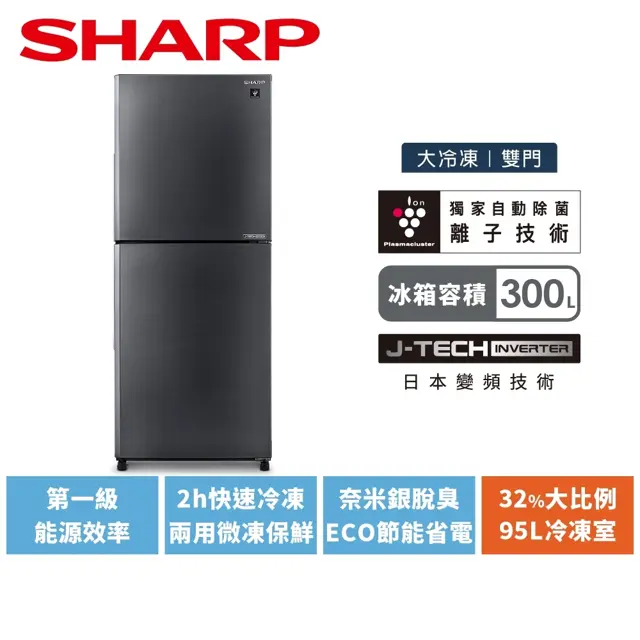 SHARP
SHARP
大冷凍｜雙門
ion
Plasmacluster
獨家自動除菌
離子技術
冰箱容積 300L
J-TECH INVERTER
J-TECH INVERTER
日本變頻技術
第一級
能源效率
2h快速冷凍
兩用微凍保鮮
奈米銀脫臭
ECO節能省電
32%大比例
95L冷凍室